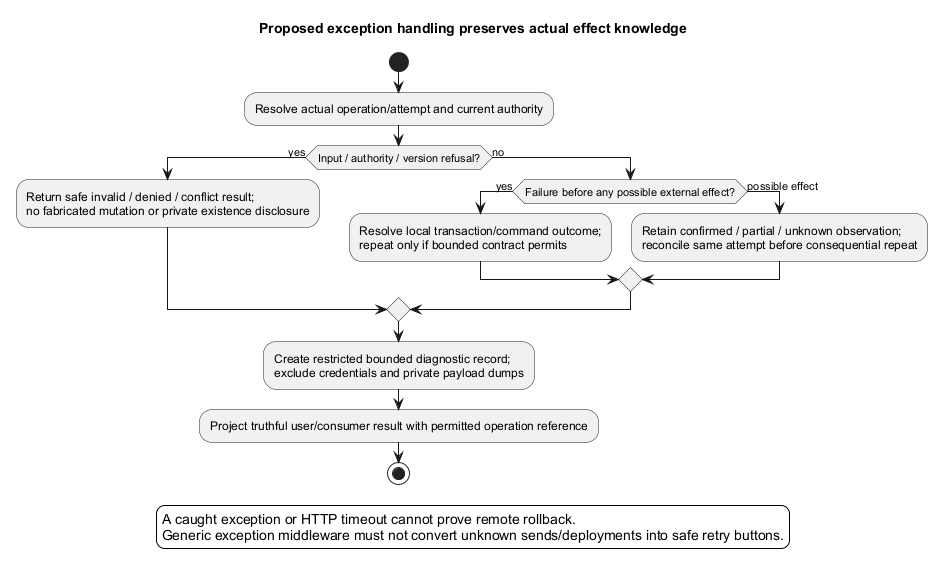 Proposed exception handling preserves actual effect knowledge
Resolve actual operation/attempt and current authority
yes
Input / authority / version refusal?
no
Return safe invalid / denied / conflict result;
no fabricated mutation or private existence disclosure
yes
Failure before any possible external effect?
possible effect
Resolve local transaction/command outcome;
repeat only if bounded contract permits
Retain confirmed / partial / unknown observation;
reconcile same attempt before consequential repeat
Create restricted bounded diagnostic record;
exclude credentials and private payload dumps
Project truthful user/consumer result with permitted operation reference
A caught exception or HTTP timeout cannot prove remote rollback.
Generic exception middleware must not convert unknown sends/deployments into safe retry buttons.